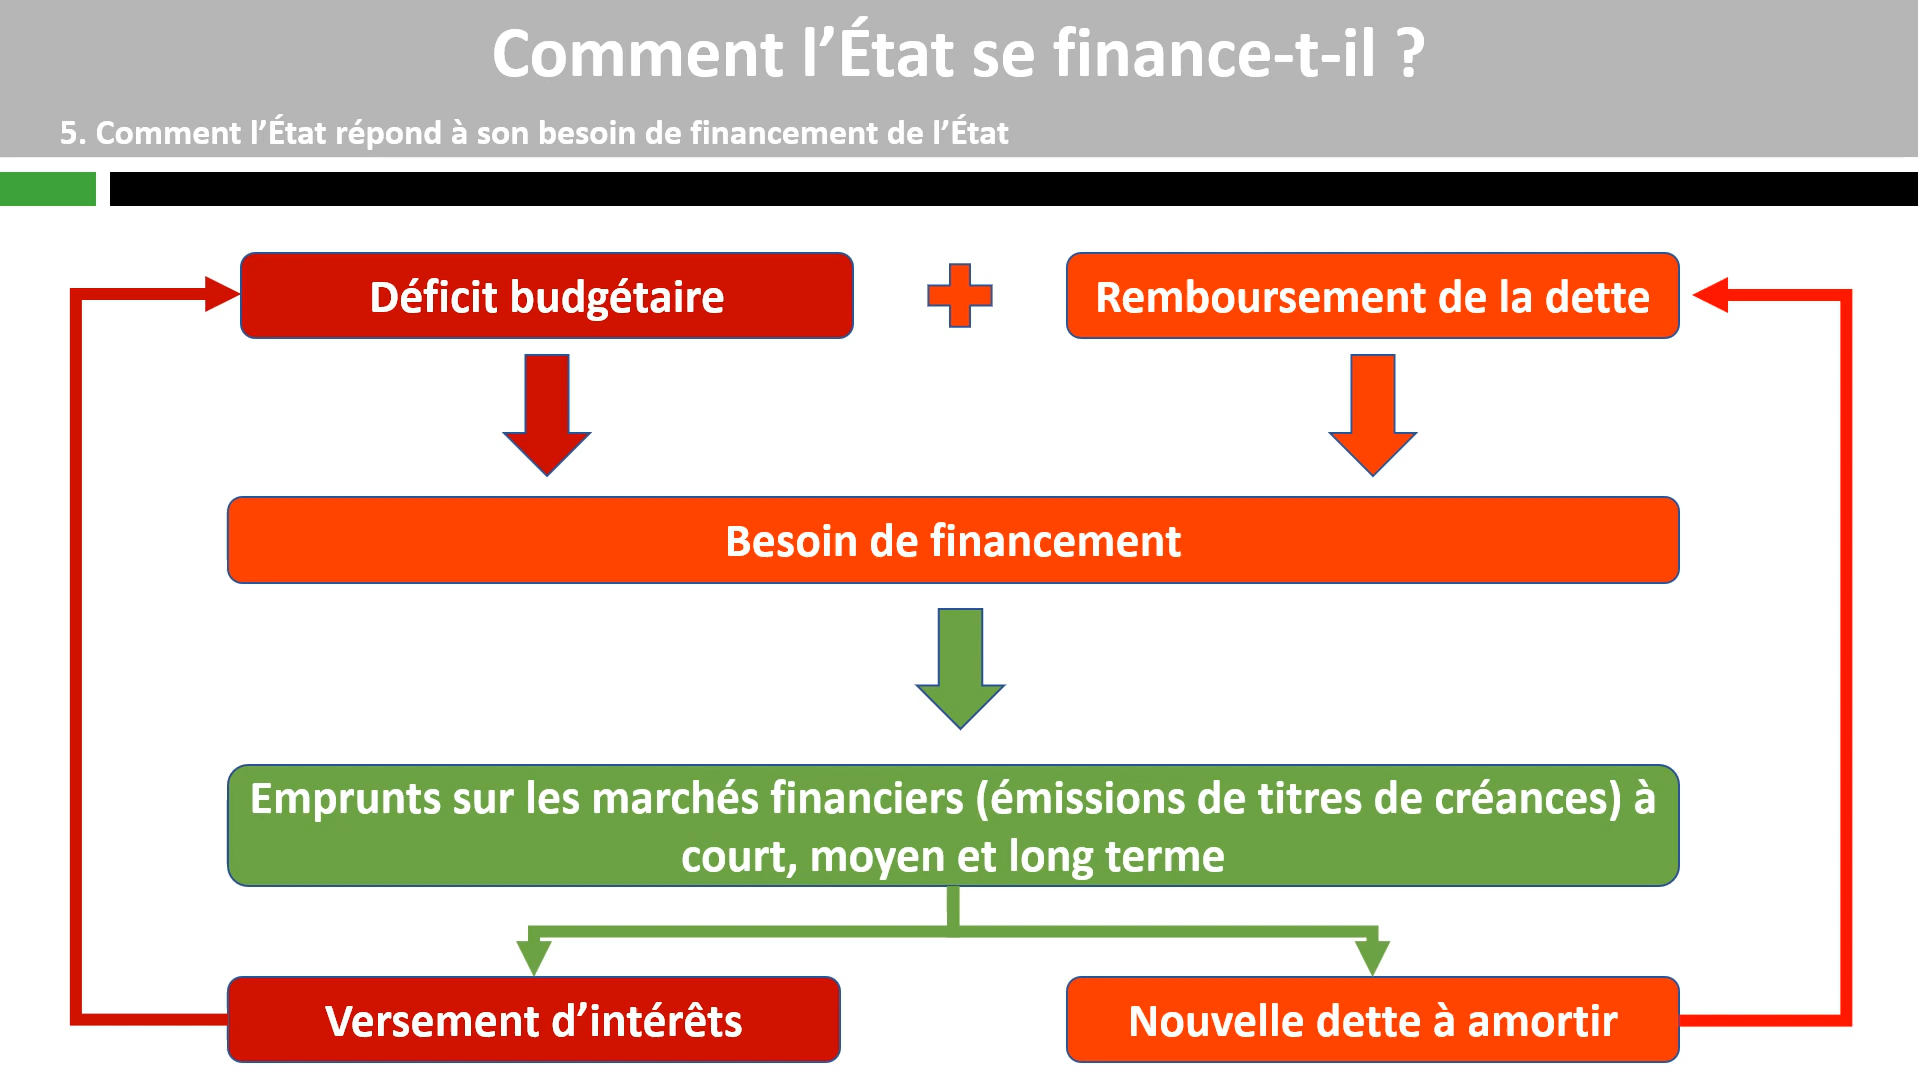 Comment l’État se finance-t-il ?
5. Comment l’État répond à son besoin de financement de l’État
Déficit budgétaire
Remboursement de la dette
Besoin de financement
Emprunts sur les marchés financiers (émissions de titres de créances) à
court, moyen et long terme
Versement d’intérêts
Nouvelle dette à amortir